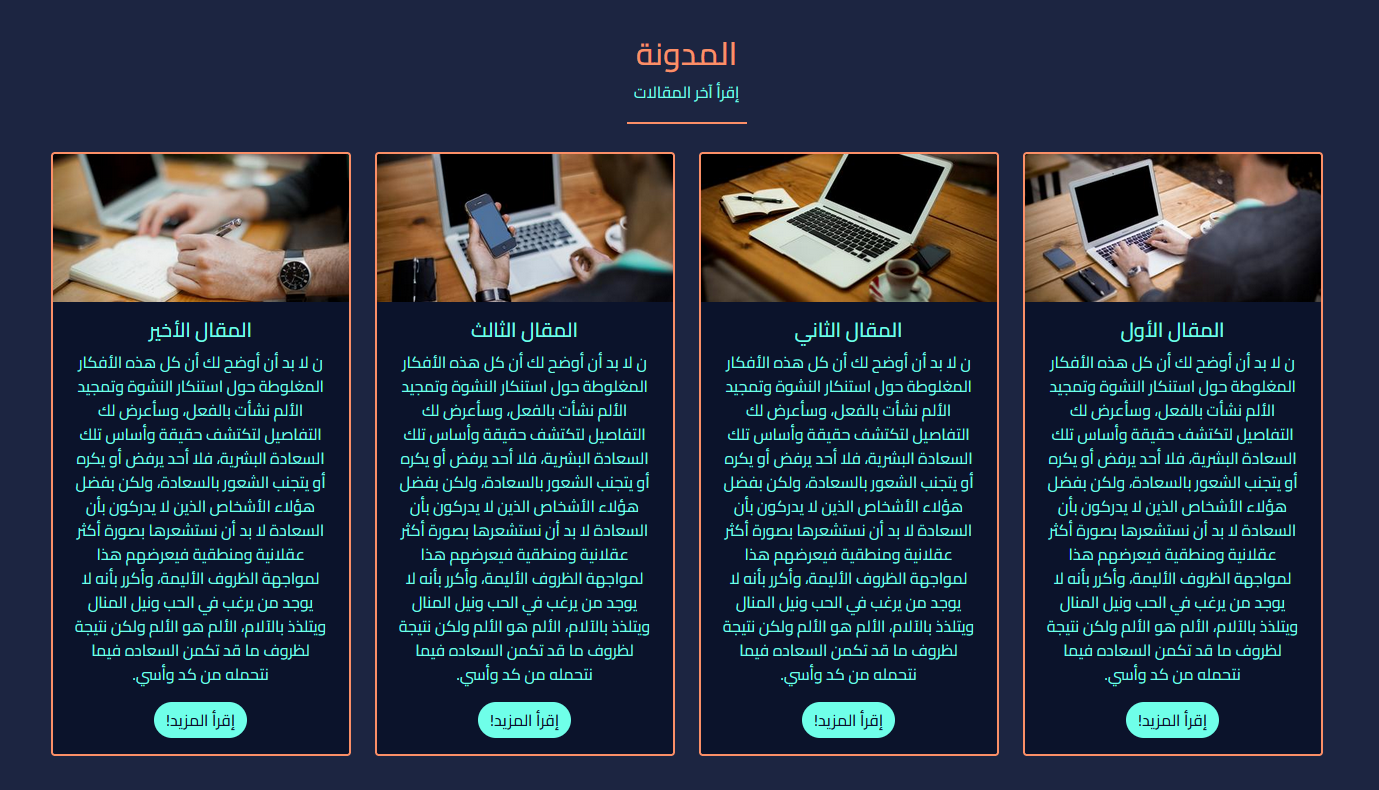 المدونة
إقرأ آخر المقالات
المقال الأول
ن لا بد أن أوضح لك أن كل هذه الأفكار
المغلوطة حول استنكار النشوة وتمجيد
الألم نشأت بالفعل، وسأعرض لك
التفاصيل لتكتشف حقيقة وأساس تلك
السعادة البشرية، فلا أحد يرفض أو يكره
أو يتجنب الشعور بالسعادة، ولكن بفضل
هؤلاء الأشخاص الذين لا يدركون بأن
السعادة لا بد أن نستشعرها بصورة أكثر
عقلانية ومنطقية فيعرضهم هذا
لمواجهة الظروف الأليمة، وأكرر بأنه لا
يوجد من يرغب في الحب ونيل المنال
ويتلذذ بالآلام، الألم هو الألم ولكن نتيجة
لظروف ما قد تكمن السعاده فيما
نتحمله من كد وأسي.
إقرأ المزيد!
المقال الثاني
ن لا بد أن أوضح لك أن كل هذه الأفكار
المغلوطة حول استنكار النشوة وتمجيد
الألم نشأت بالفعل، وسأعرض لك
التفاصيل لتكتشف حقيقة وأساس تلك
السعادة البشرية، فلا أحد يرفض أو يكره
أو يتجنب الشعور بالسعادة، ولكن بفضل
هؤلاء الأشخاص الذين لا يدركون بأن
السعادة لا بد أن نستشعرها بصورة أكثر
عقلانية ومنطقية فيعرضهم هذا
لمواجهة الظروف الأليمة، وأكرر بأنه لا
يوجد من يرغب في الحب ونيل المنال
ويتلذذ بالآلام، الألم هو الألم ولكن نتيجة
لظروف ما قد تكمن السعاده فيما
نتحمله من كد وأسي.
إقرأ المزيد!
المقال الثالث
ن لا بد أن أوضح لك أن كل هذه الأفكار
المغلوطة حول استنكار النشوة وتمجيد
الألم نشأت بالفعل، وسأعرض لك
التفاصيل لتكتشف حقيقة وأساس تلك
السعادة البشرية، فلا أحد يرفض أو يكره
أو يتجنب الشعور بالسعادة، ولكن بفضل
هؤلاء الأشخاص الذين لا يدركون بأن
السعادة لا بد أن نستشعرها بصورة أكثر
عقلانية ومنطقية فيعرضهم هذا
لمواجهة الظروف الأليمة، وأكرر بأنه لا
يوجد من يرغب في الحب ونيل المنال
ويتلذذ بالآلام، الألم هو الألم ولكن نتيجة
لظروف ما قد تكمن السعاده فيما
نتحمله من كد وأسي.
إقرأ المزيد!
المقال الأخير
ن لا بد أن أوضح لك أن كل هذه الأفكار
المغلوطة حول استنكار النشوة وتمجيد
الألم نشأت بالفعل، وسأعرض لك
التفاصيل لتكتشف حقيقة وأساس تلك
السعادة البشرية، فلا أحد يرفض أو يكره
أو يتجنب الشعور بالسعادة، ولكن بفضل
هؤلاء الأشخاص الذين لا يدركون بأن
السعادة لا بد أن نستشعرها بصورة أكثر
عقلانية ومنطقية فيعرضهم هذا
لمواجهة الظروف الأليمة، وأكرر بأنه لا
يوجد من يرغب في الحب ونيل المنال
ويتلذذ بالآلام، الألم هو الألم ولكن نتيجة
لظروف ما قد تكمن السعاده فيما
نتحمله من كد وأسي.
إقرأ المزيد!